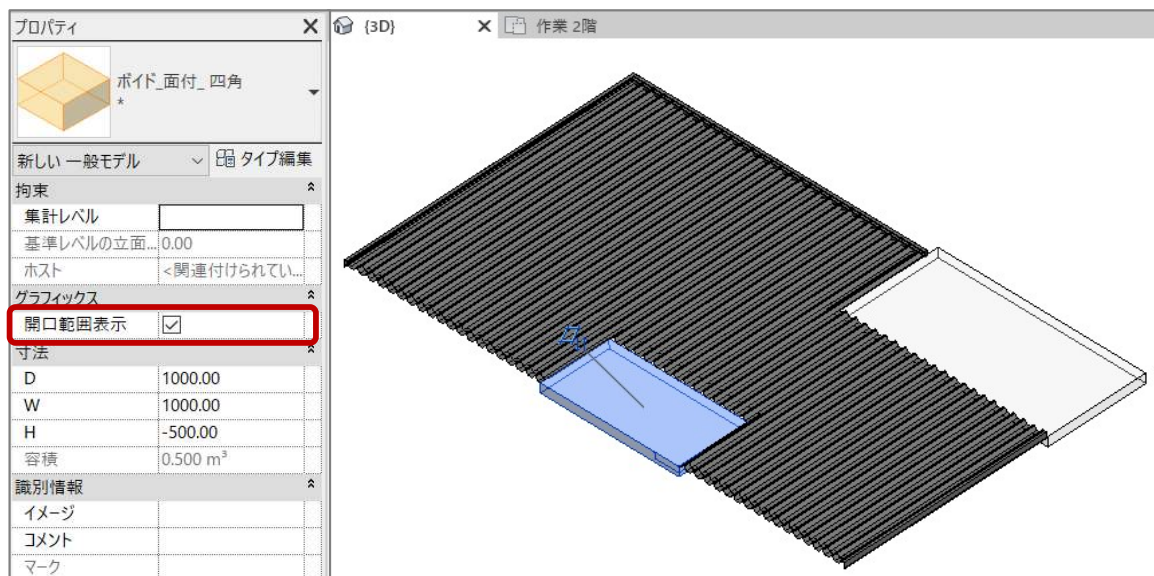 プロパティ
{3D}
作業 2階
ボイド_面付_ 四角
*
新しい 一般モデル
タイプ編集
拘束
集計レベル
基準レベルの立面... 0.00
ホスト <関連付けられてい...
グラフィックス
開口範囲表示
寸法
D 1000.00
W 1000.00
H -500.00
容積 0.500 m³
識別情報
イメージ
コメント
マーク